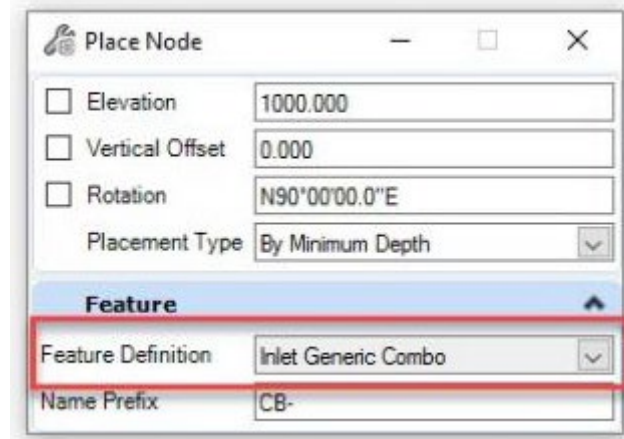 Place Node
Elevation 1000.000
Vertical Offset 0.000
Rotation N90°00'00.0"E
Placement Type By Minimum Depth
Feature
Feature Definition Inlet Generic Combo
Name Prefix CB-